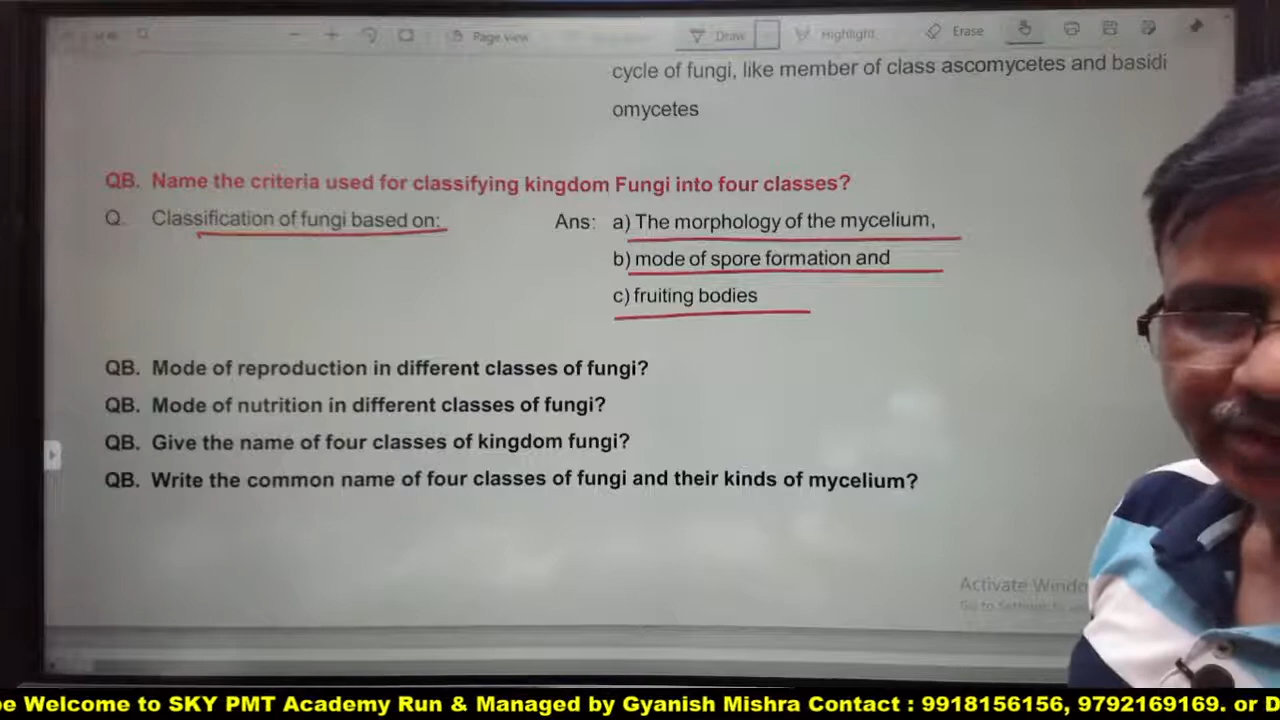 Page view
Draw
Highlight
Erase
cycle of fungi, like member of class ascomycetes and basidi
omycetes
QB. Name the criteria used for classifying kingdom Fungi into four classes?
Q. Classification of fungi based on: Ans: a) The morphology of the mycelium,
b) mode of spore formation and
c) fruiting bodies
QB. Mode of reproduction in different classes of fungi?
QB. Mode of nutrition in different classes of fungi?
QB. Give the name of four classes of kingdom fungi?
QB. Write the common name of four classes of fungi and their kinds of mycelium?
Activate Windo
Go to Settings to
e Welcome to SKY PMT Academy Run & Managed by Gyanish Mishra Contact : 9918156156, 9792169169. or D